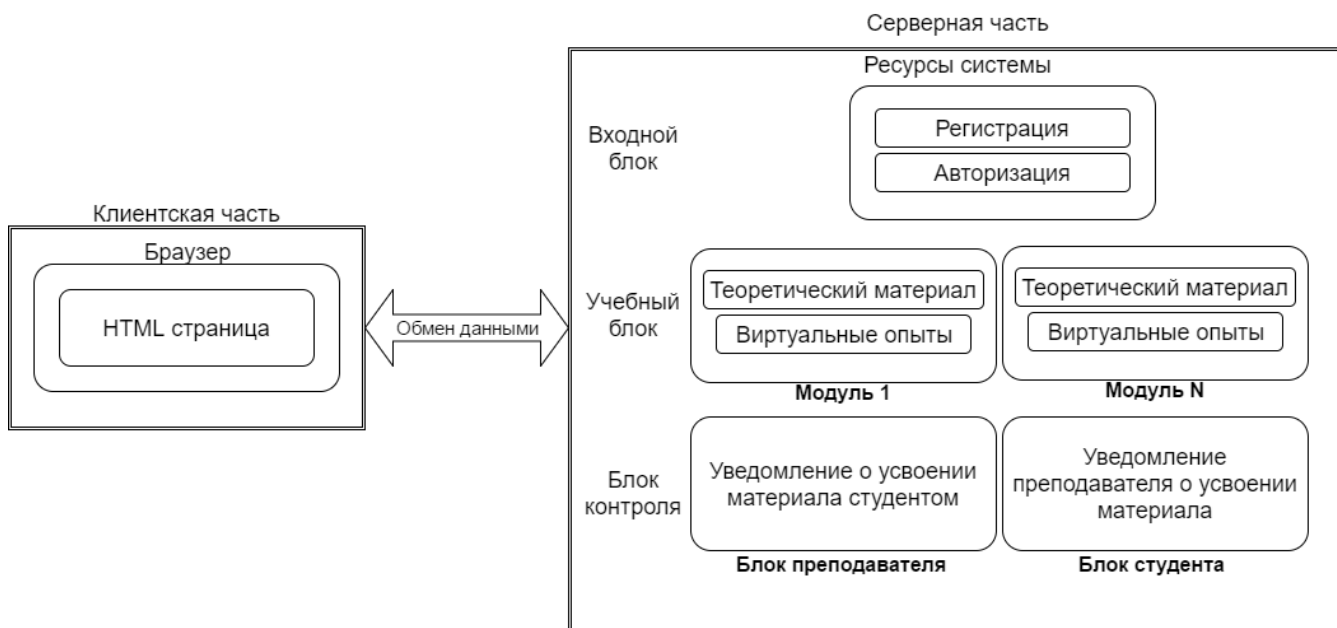 Серверная часть
Ресурсы системы
Входной
блок
Регистрация
Авторизация
Клиентская часть
Браузер
HTML страница
Обмен данными
Учебный
блок
Теоретический материал
Виртуальные опыты
Модуль 1
Теоретический материал
Виртуальные опыты
Модуль N
Блок
контроля
Уведомление о усвоении
материала студентом
Блок преподавателя
Уведомление
преподавателя о усвоении
материала
Блок студента